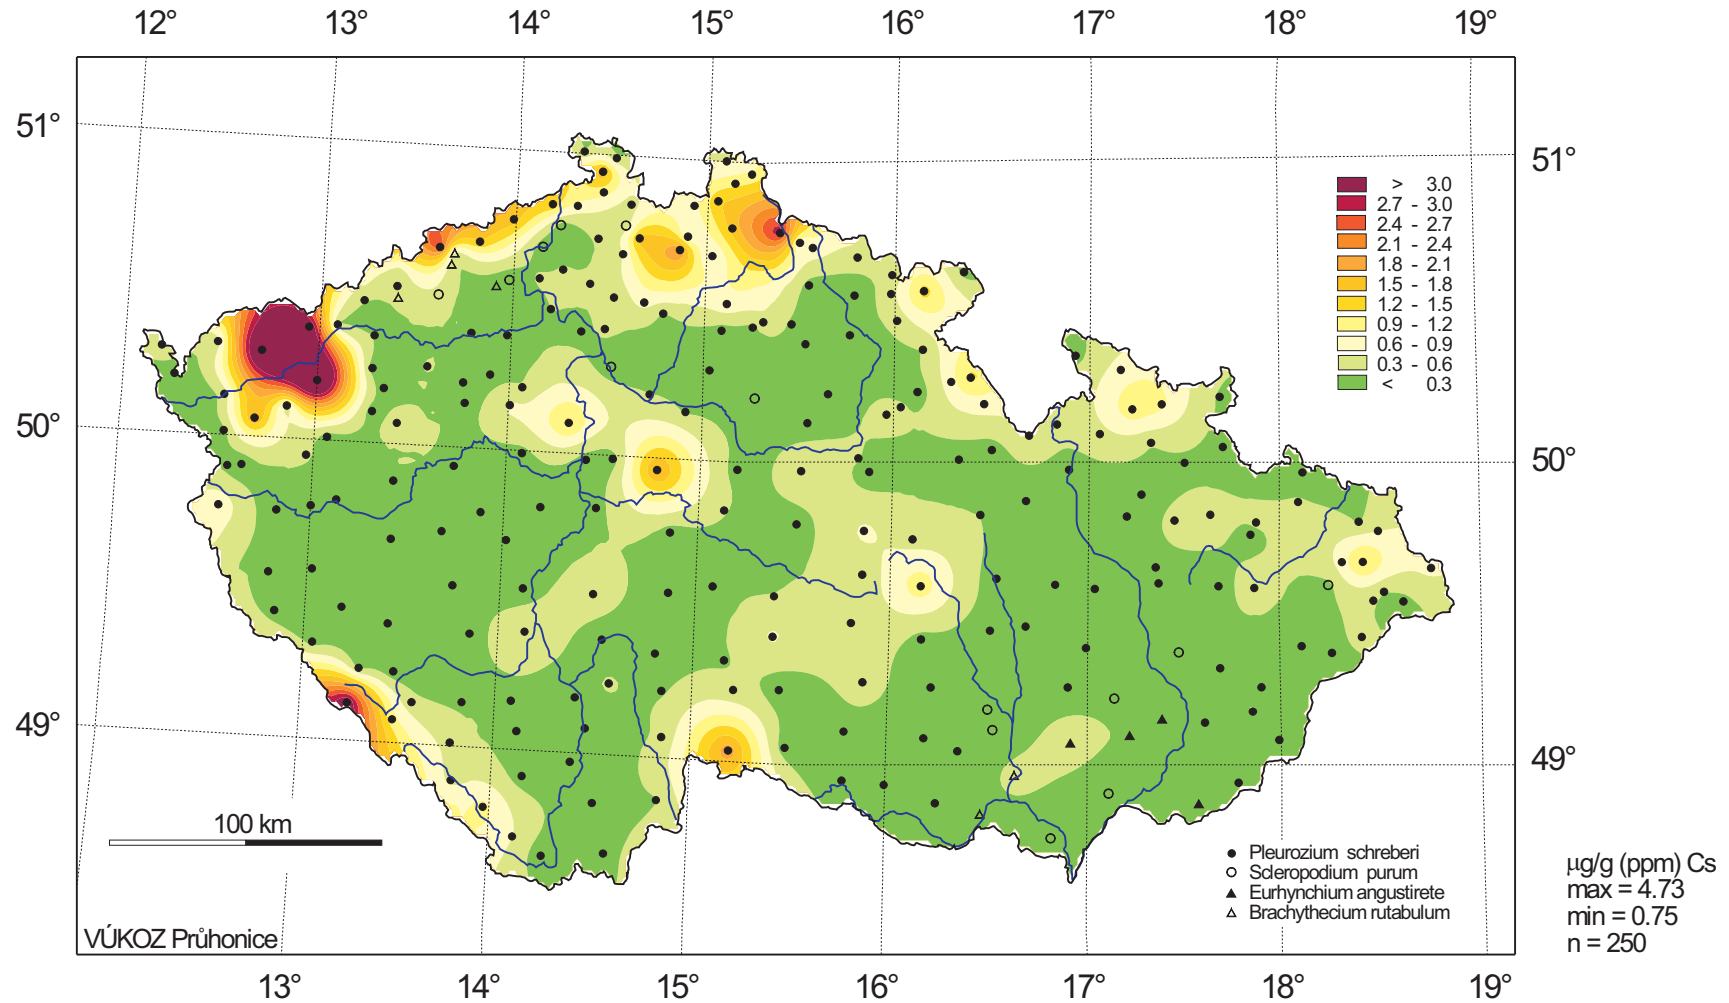 12° 13° 14° 15° 16° 17° 18° 19°
51° 51°
> 3.0
2.7 - 3.0
2.4 - 2.7
2.1 - 2.4
1.8 - 2.1
1.5 - 1.8
1.2 - 1.5
0.9 - 1.2
0.6 - 0.9
0.3 - 0.6
< 0.3
50° 50°
49° 49°
100 km
Pleurozium schreberi
Scleropodium purum
Eurhynchium angustirete
Brachythecium rutabulum
µg/g (ppm) Cs
max = 4.73
min = 0.75
n = 250
VÚKOZ Průhonice
13° 14° 15° 16° 17° 18° 19°